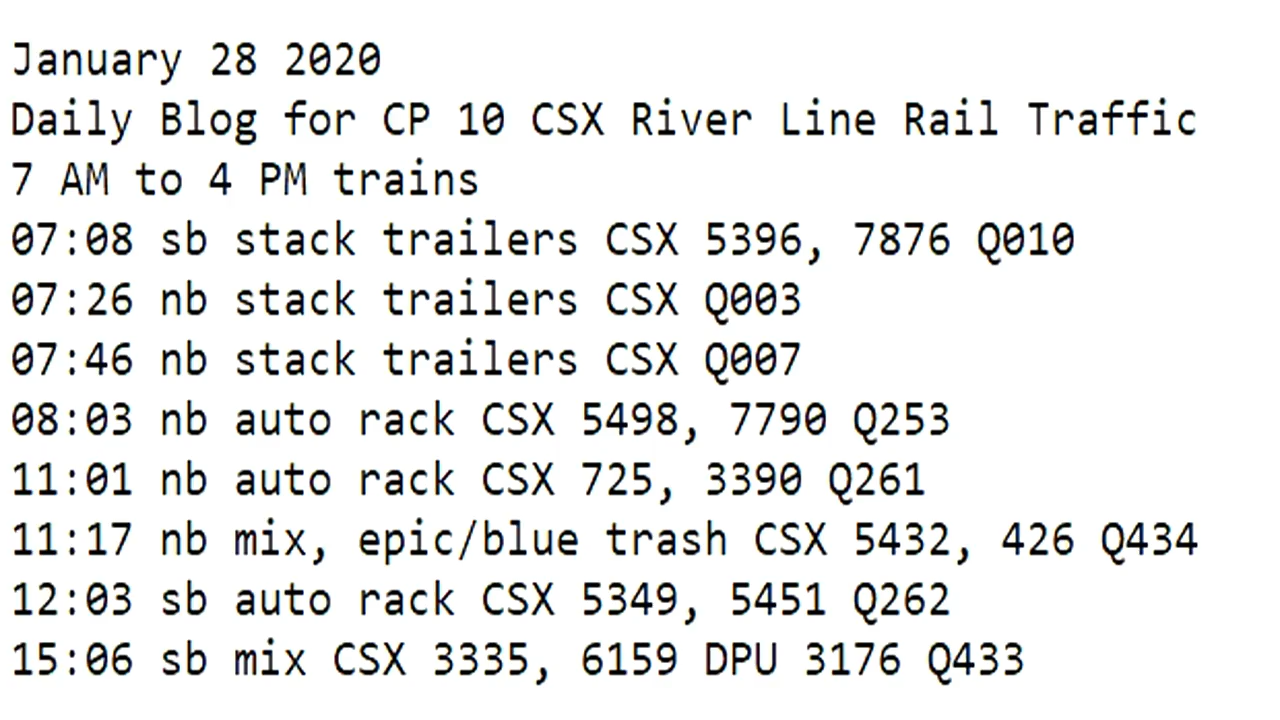 January 28 2020
Daily Blog for CP 10 CSX River Line Rail Traffic
7 AM to 4 PM trains
07:08 sb stack trailers CSX 5396, 7876 Q010
07:26 nb stack trailers CSX Q003
07:46 nb stack trailers CSX Q007
08:03 nb auto rack CSX 5498, 7790 Q253
11:01 nb auto rack CSX 725, 3390 Q261
11:17 nb mix, epic/blue trash CSX 5432, 426 Q434
12:03 sb auto rack CSX 5349, 5451 Q262
15:06 sb mix CSX 3335, 6159 DPU 3176 Q433